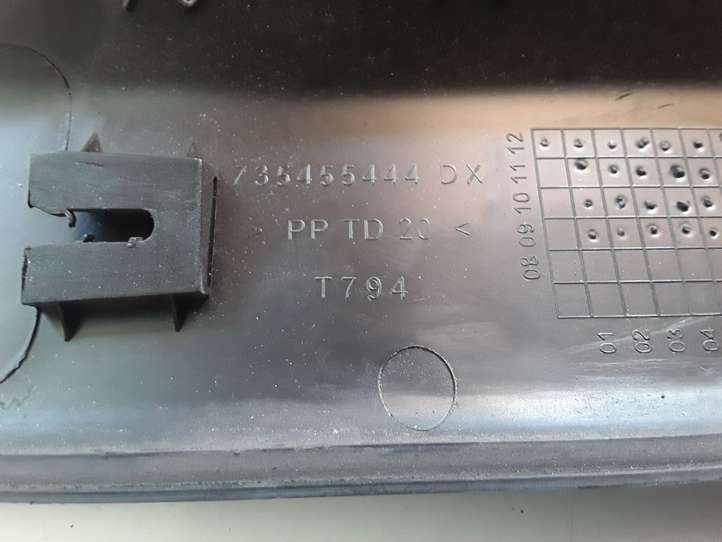 735455444 DX
> PP TD 20 <
T794
08 09 10 11 12
01 02 03 04